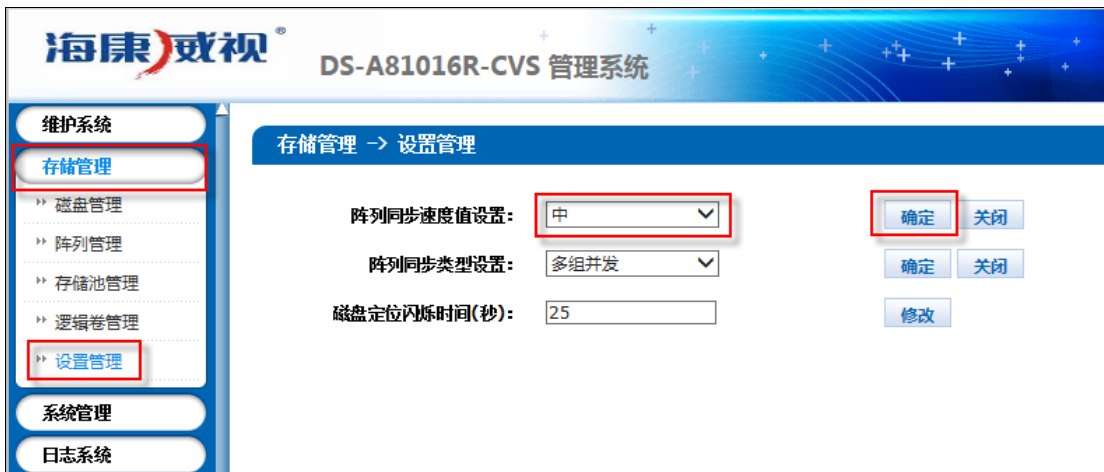 海康威视®
DS-A81016R-CVS 管理系统
维护系统
存储管理
磁盘管理
阵列管理
存储池管理
逻辑卷管理
设置管理
系统管理
日志系统
存储管理 -> 设置管理
阵列同步速度值设置： 中 确定 关闭
阵列同步类型设置： 多组并发 确定 关闭
磁盘定位闪烁时间(秒)： 25 修改